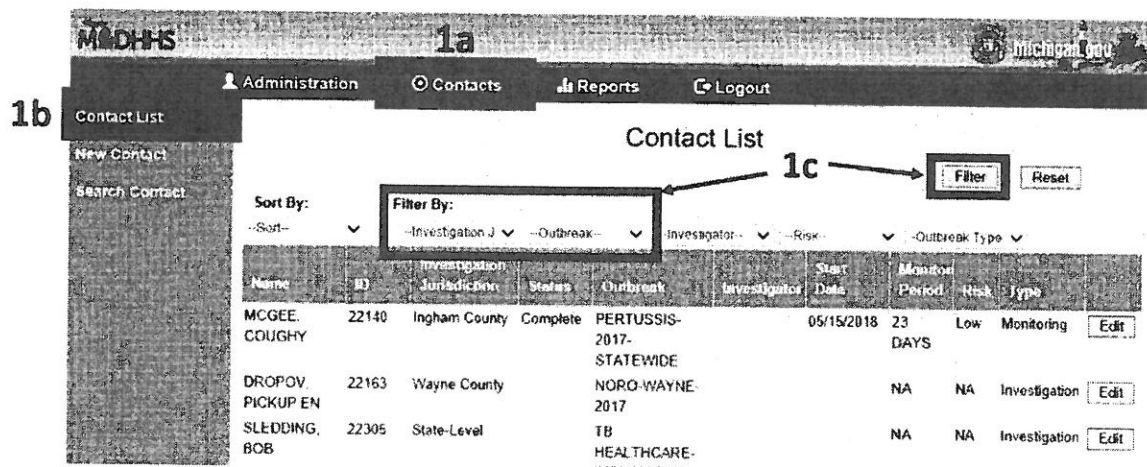 MDHHS
1a
Michigan.gov
Administration
Contacts
Reports
Logout
1b
Contact List
New Contact
Search Contact
Contact List
1c
Filter
Reset
Sort By:
Filter By:
--Sort--
--Investigation J
--Outbreak--
-Investigator--
--Risk--
--Outbreak Type
Name ID Investigation Jurisdiction Status Outbreak Investigator Start Date Monitor Period Risk Type
MCGEE, 22140 Ingham County Complete PERTUSSIS- 05/15/2018 23 Low Monitoring Edit
COUGHY 2017- DAYS
STATEWIDE
DROPOV, 22163 Wayne County NORO-WAYNE- NA NA Investigation Edit
PICKUP EN 2017
SLEDDING, 22305 State-Level TB NA NA Investigation Edit
BOB HEALTHCARE-